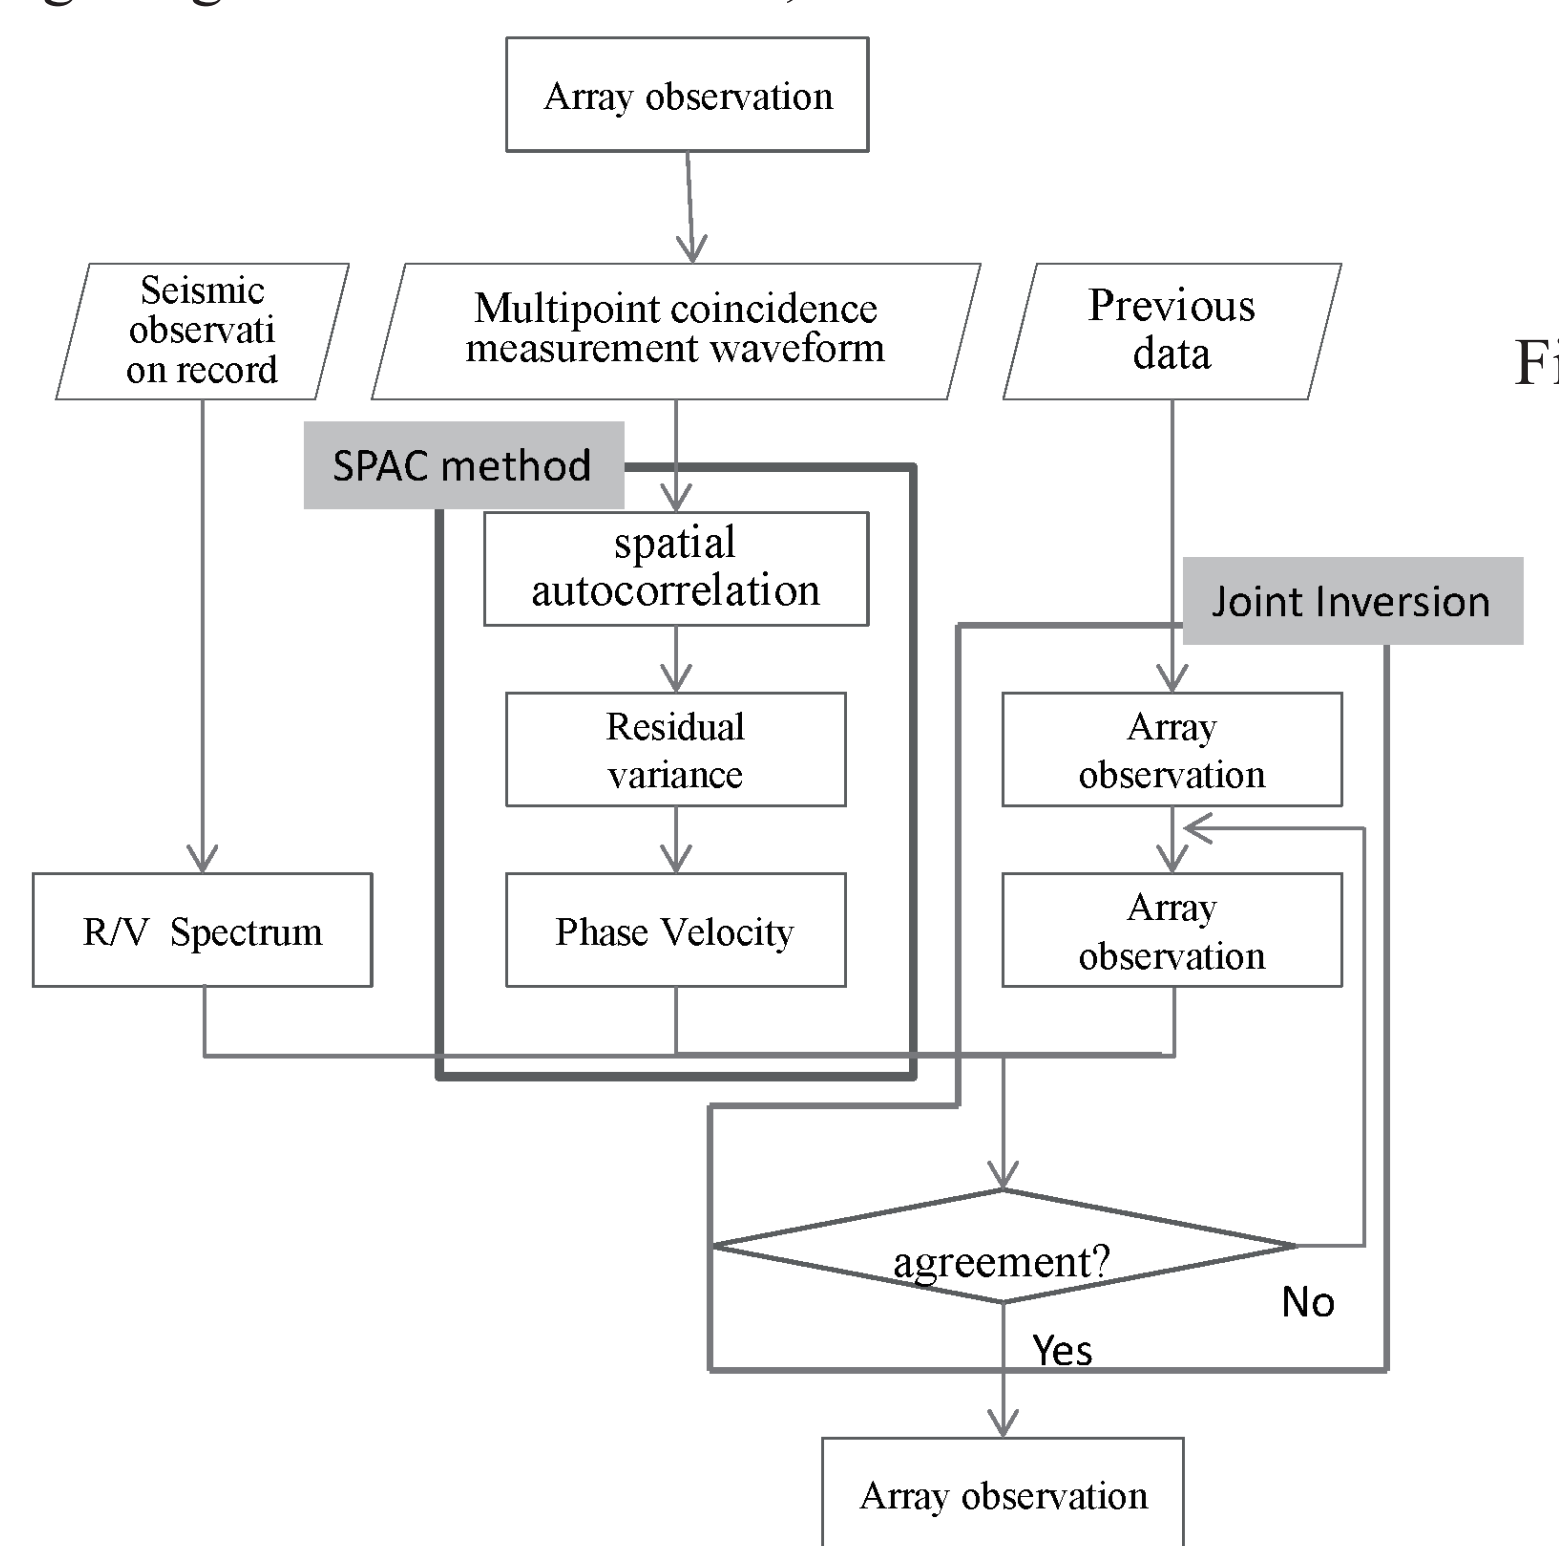 Array observation
Seismic
observati
on record
Multipoint coincidence
measurement waveform
Previous
data
Fi
SPAC method
spatial
autocorrelation
Joint Inversion
Residual
variance
Array
observation
R/V Spectrum
Phase Velocity
Array
observation
agreement?
No
Yes
Array observation